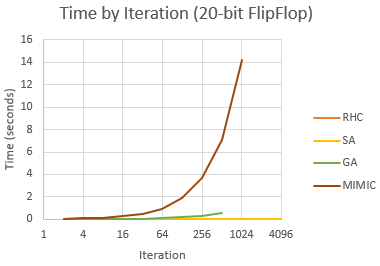 Time by Iteration (20-bit FlipFlop)
16
14
12
10
8
6
4
2
0
Time (seconds)
1 4 16 64 256 1024 4096
Iteration
RHC
SA
GA
MIMIC